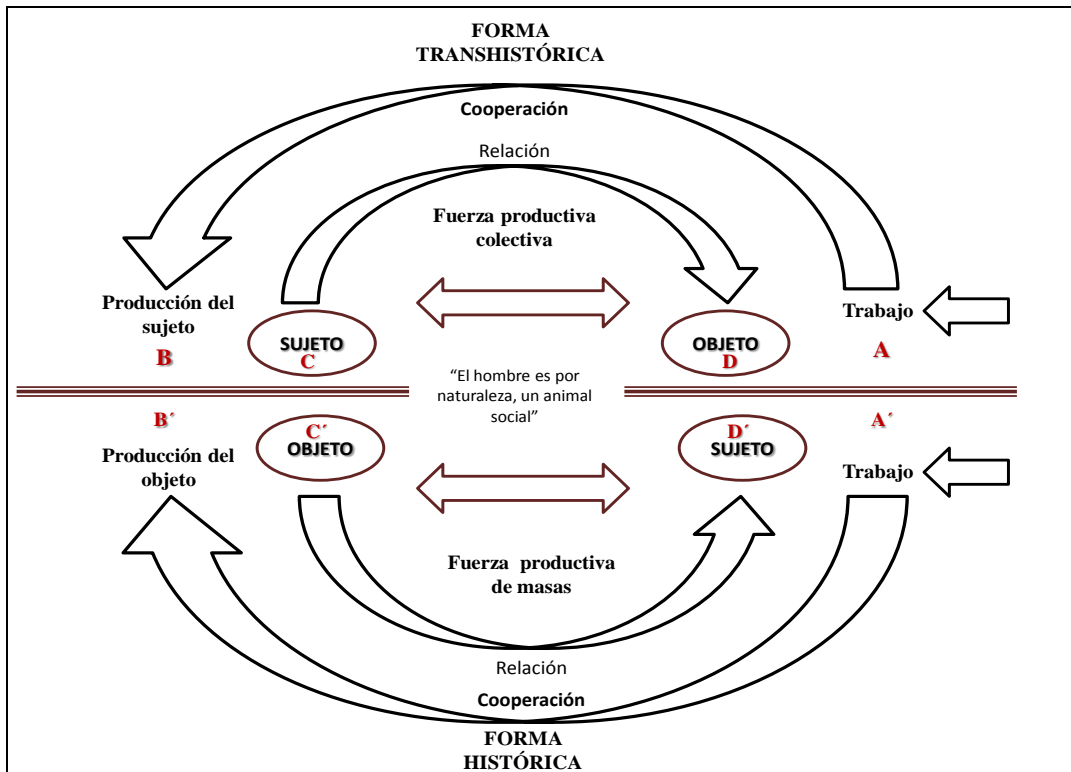 FORMA
TRANSHISTÓRICA
Cooperación
Relación
Fuerza productiva
colectiva
Producción del
sujeto
B
SUJETO
C
OBJETO
D
Trabajo
A
“El hombre es por
naturaleza, un animal
social”
B´
Producción del
objeto
C´
OBJETO
D´
SUJETO
A´
Trabajo
Fuerza productiva
de masas
Relación
Cooperación
FORMA
HISTÓRICA